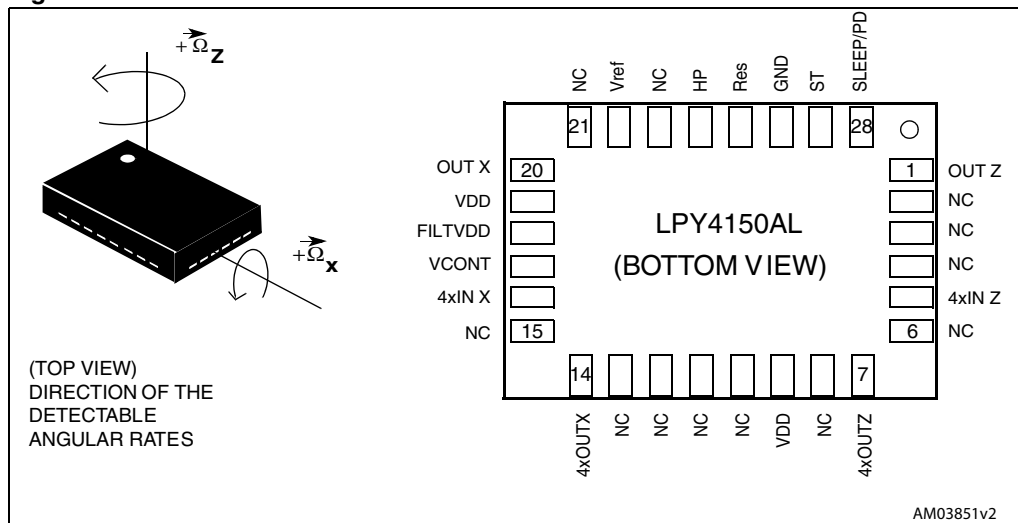 +Ω Z
+Ω x
(TOP VIEW)
DIRECTION OF THE
DETECTABLE
ANGULAR RATES
NC
Vref
NC
HP
Res
GND
ST
SLEEP/PD
21
28
OUT X
20
1
OUT Z
VDD
NC
FILTVDD
NC
VCONT
NC
4xIN X
4xIN Z
NC
15
6
NC
LPY4150AL
(BOTTOM VIEW)
14
7
4xOUTX
NC
NC
NC
NC
VDD
NC
4xOUTZ
AM03851v2